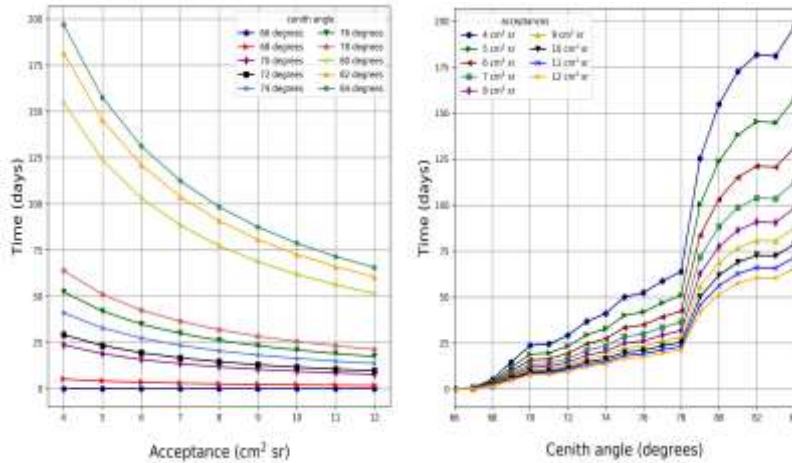 cenith angle
66 degrees
68 degrees
70 degrees
72 degrees
74 degrees
76 degrees
78 degrees
80 degrees
82 degrees
84 degrees
Time (days)
200
175
150
125
100
75
50
25
0
4 5 6 7 8 9 10 11 12
Acceptance (cm² sr)
acceptances
4 cm² sr
5 cm² sr
6 cm² sr
7 cm² sr
8 cm² sr
9 cm² sr
10 cm² sr
11 cm² sr
12 cm² sr
Time (days)
200
175
150
125
100
75
50
25
0
66 68 70 72 74 76 78 80 82
Cenith angle (degrees)